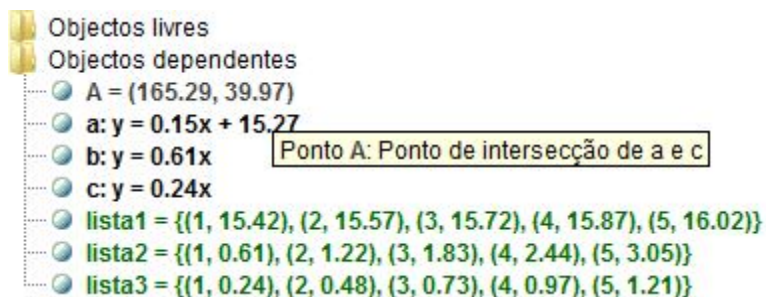 Objectos livres
Objectos dependentes
A = (165.29, 39.97)
a: y = 0.15x + 15.27
Ponto A: Ponto de intersecção de a e c
b: y = 0.61x
c: y = 0.24x
lista1 = {(1, 15.42), (2, 15.57), (3, 15.72), (4, 15.87), (5, 16.02)}
lista2 = {(1, 0.61), (2, 1.22), (3, 1.83), (4, 2.44), (5, 3.05)}
lista3 = {(1, 0.24), (2, 0.48), (3, 0.73), (4, 0.97), (5, 1.21)}